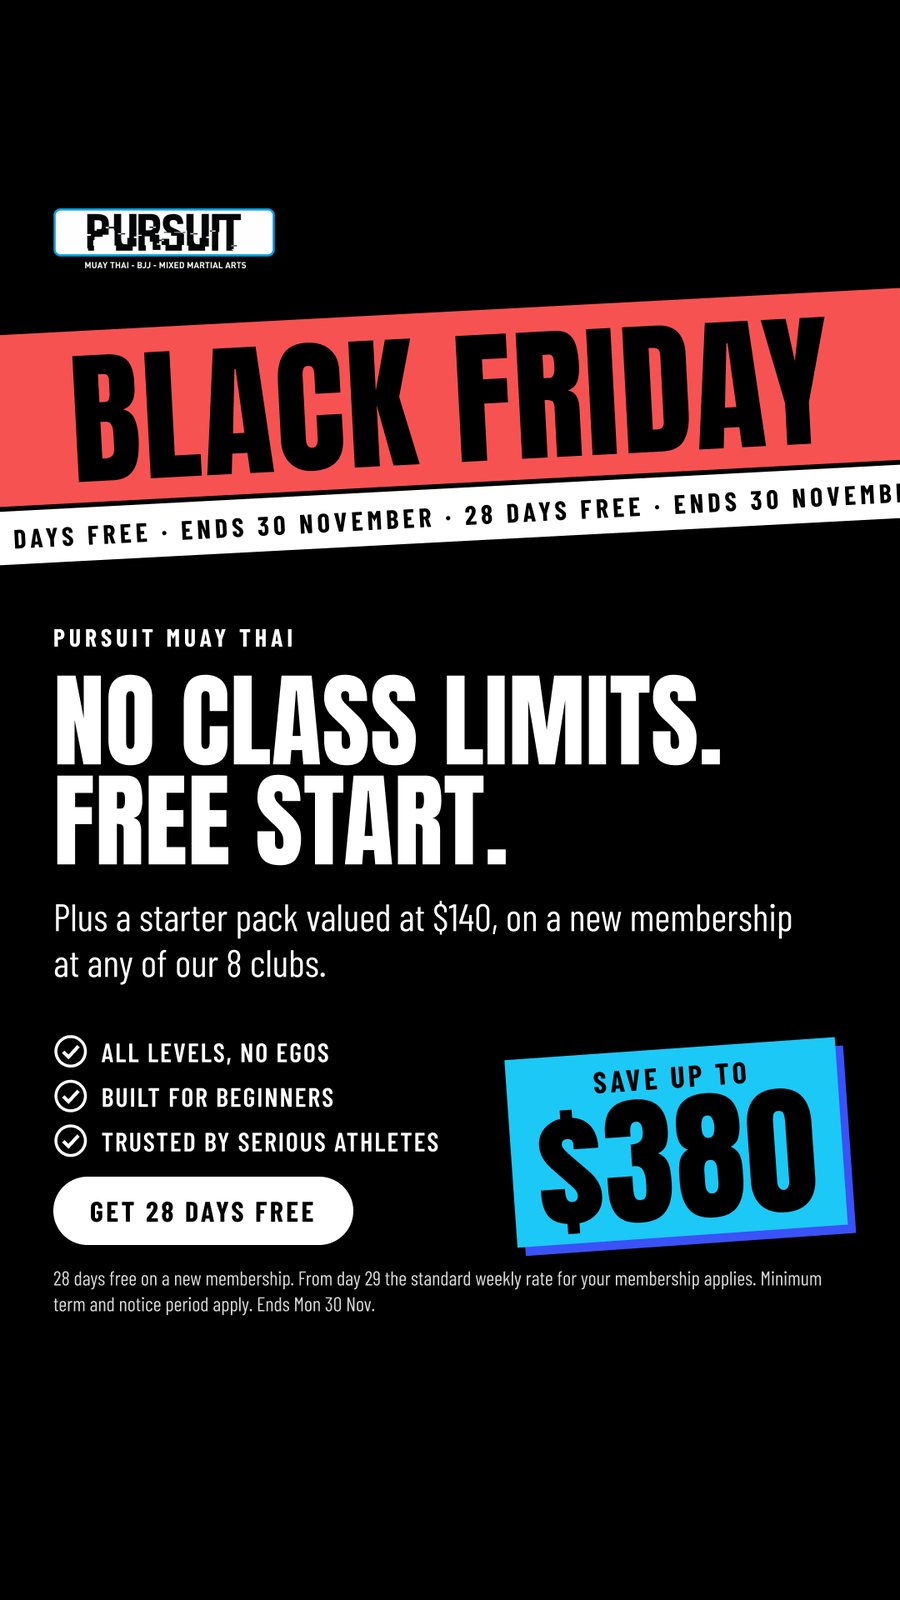 PURSUIT
MUAY THAI - BJJ - MIXED MARTIAL ARTS
BLACK FRIDAY
DAYS FREE · ENDS 30 NOVEMBER · 28 DAYS FREE · ENDS 30 NOVEMBE
PURSUIT MUAY THAI
NO CLASS LIMITS.
FREE START.
Plus a starter pack valued at $140, on a new membership
at any of our 8 clubs.
ALL LEVELS, NO EGOS
BUILT FOR BEGINNERS
TRUSTED BY SERIOUS ATHLETES
SAVE UP TO
$380
GET 28 DAYS FREE
28 days free on a new membership. From day 29 the standard weekly rate for your membership applies. Minimum
term and notice period apply. Ends Mon 30 Nov.